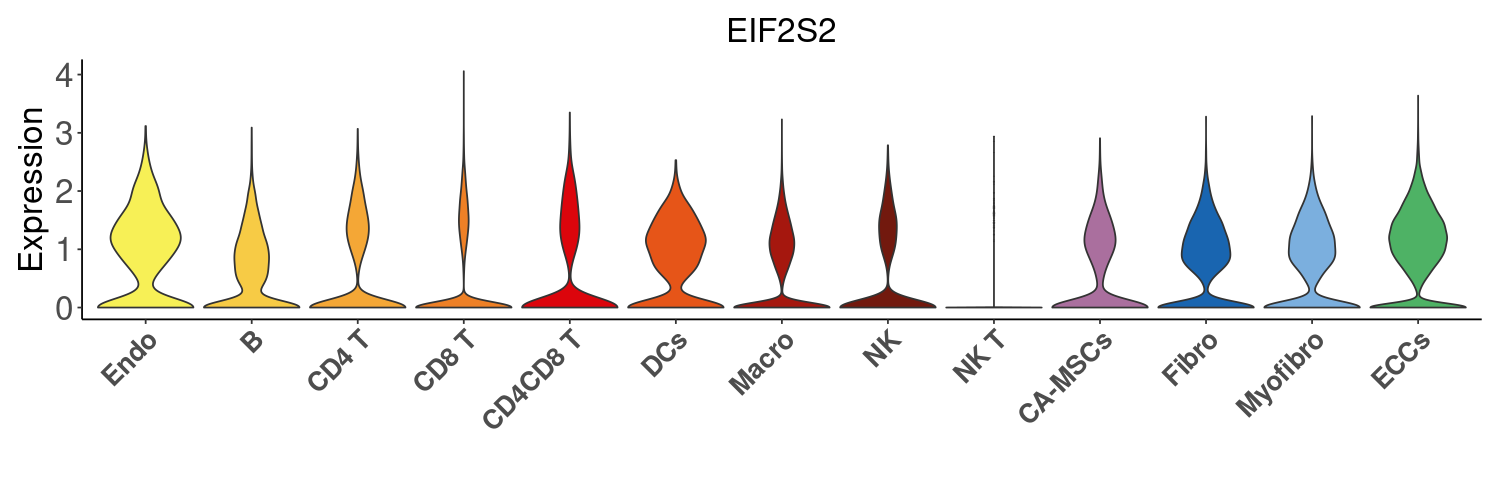 EIF2S2
Expression
4
3
2
1
0
Endo
B
CD4 T
CD8 T
CD4CD8 T
DCs
Macro
NK
NK T
CA-MSCs
Fibro
Myofibro
ECCs